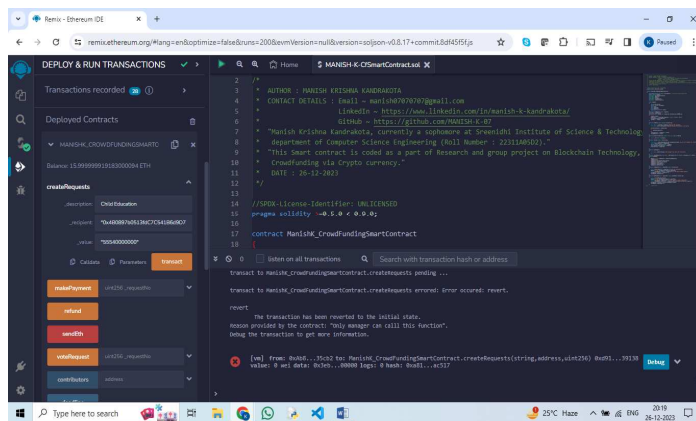 Remix - Ethereum IDE
remix.ethereum.org/#lang=en&optimize=false&runs=200&evmVersion=null&version=soljson-v0.8.17+commit.8df45f5f.js
K Paused
DEPLOY & RUN TRANSACTIONS
Transactions recorded 28 i
Deployed Contracts
MANISHK_CROWDFUNDINGSMARTC
Balance: ETH
createRequests
_description: Child Education
_recipient:
_value: "55540000000"
Calldata Parameters transact
makePayment uint256 _requestNo
refund
sendEth
voteRequest uint256 _requestNo
contributors address
Home MANISH-K-CfSmartContract.sol
2 /*
3 * AUTHOR : MANISH KRISHNA KANDRAKOTA
4 * CONTACT DETAILS : Email ~ manish07070707@gmail.com
5 * LinkedIn ~ https://www.linkedin.com/in/manish-k-kandrakota/
6 * GitHub ~ https://github.com/MANISH-K-07
7 * "Manish Krishna Kandrakota, currently a sophomore at Sreenidhi Institute of Science & Technolog
8 * department of Computer Science Engineering (Roll Number : 22311A05D2)."
9 * "This Smart contract is coded as a part of Research and group project on Blockchain Technology,
10 * Crowdfunding via Crypto currency."
11 * DATE : 26-12-2023
12 */
13
14 //SPDX-License-Identifier: UNLICENSED
15 pragma solidity >=0.5.0 < 0.9.0;
16
17 contract ManishK_CrowdFundingSmartContract
18 {
0 listen on all transactions Search with transaction hash or address
transact to ManishK_CrowdFundingSmartContract.createRequests pending ...
transact to ManishK_CrowdFundingSmartContract.createRequests errored: Error occured: revert.
revert
The transaction has been reverted to the initial state.
Reason provided by the contract: "Only manager can calll this function".
Debug the transaction to get more information.
[vm] from: 0xAb8...35cb2 to: ManishK_CrowdFundingSmartContract.createRequests(string,address,uint256) 0xd91...39138
value: 0 wei data: 0x3eb...00000 logs: 0 hash: 0xa81...ac517
Debug
>
Type here to search
25°C Haze
ENG
20:19
26-12-2023